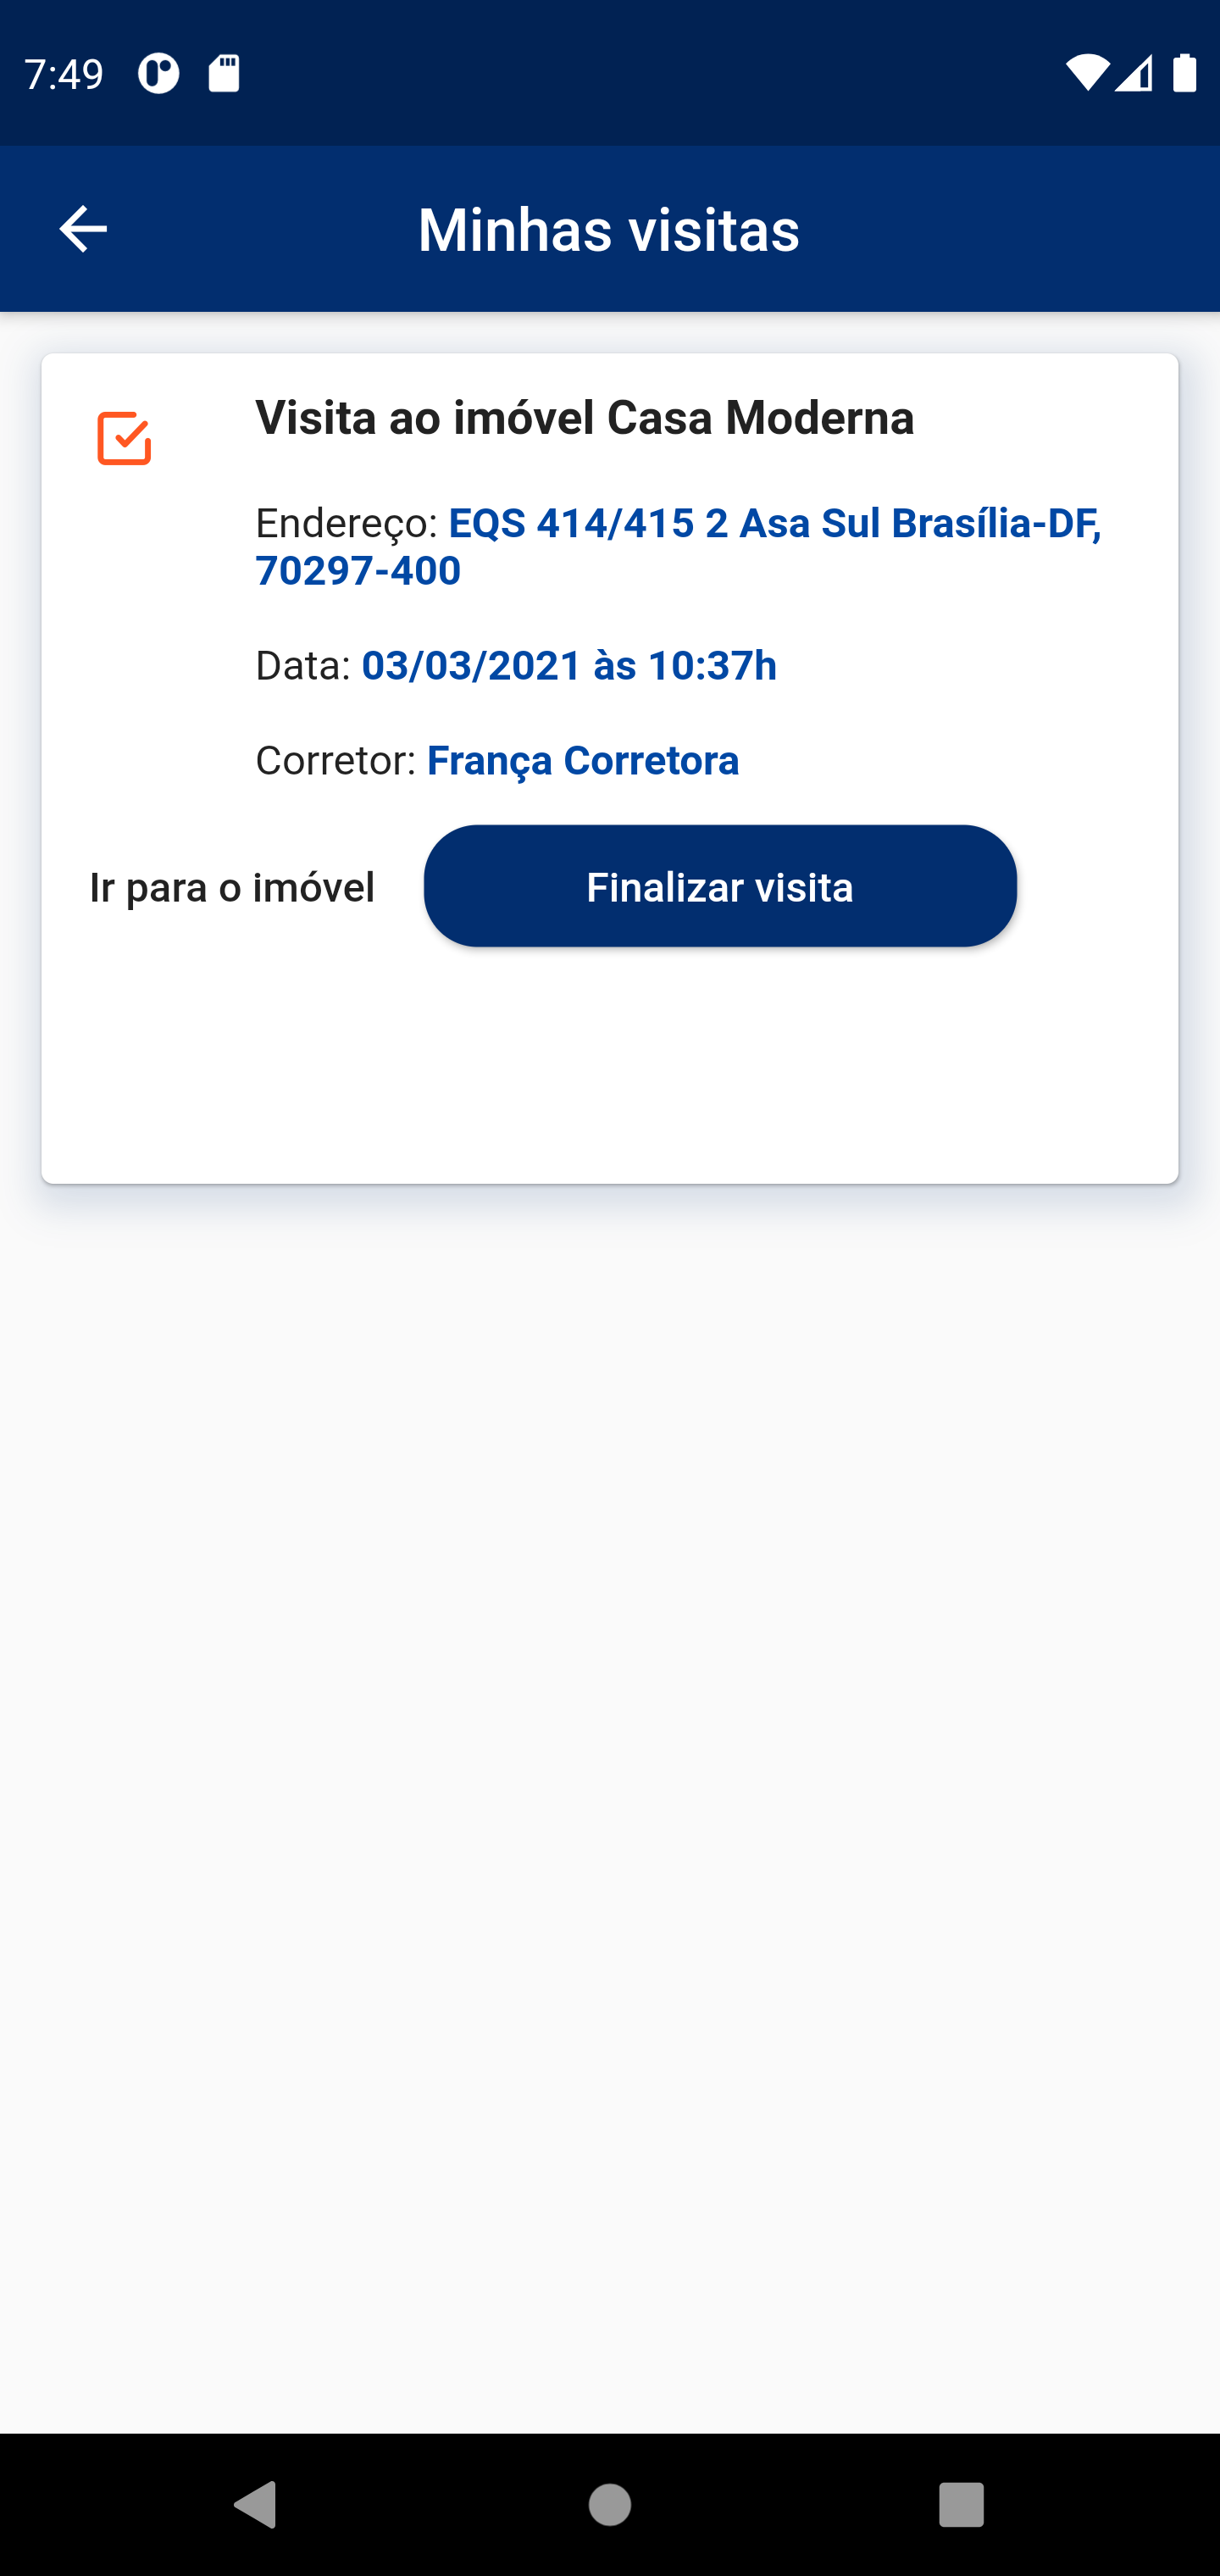 7:49
Minhas visitas
Visita ao imóvel Casa Moderna
Endereço: EQS 414/415 2 Asa Sul Brasília-DF,
70297-400
Data: 03/03/2021 às 10:37h
Corretor: França Corretora
Ir para o imóvel
Finalizar visita